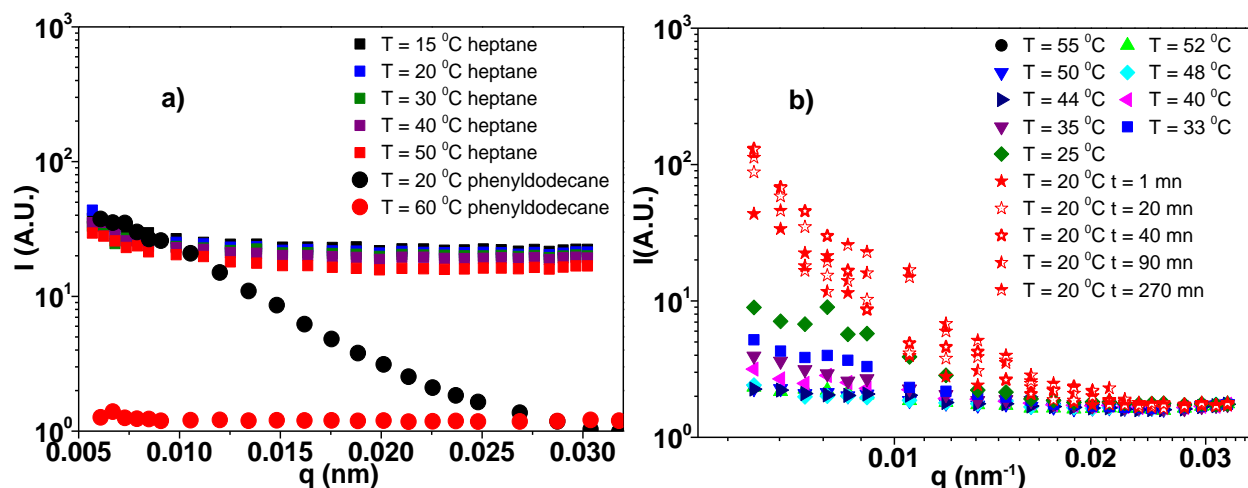 10³
10²
10¹
10⁰
I (A.U.)
a)
T = 15 ⁰C heptane
T = 20 ⁰C heptane
T = 30 ⁰C heptane
T = 40 ⁰C heptane
T = 50 ⁰C heptane
T = 20 ⁰C phenyldodecane
T = 60 ⁰C phenyldodecane
0.005 0.010 0.015 0.020 0.025 0.030
q (nm)
10³
10²
10¹
10⁰
I(A.U.)
b)
T = 55 ⁰C T = 52 ⁰C
T = 50 ⁰C T = 48 ⁰C
T = 44 ⁰C T = 40 ⁰C
T = 35 ⁰C T = 33 ⁰C
T = 25 ⁰C
T = 20 ⁰C t = 1 mn
T = 20 ⁰C t = 20 mn
T = 20 ⁰C t = 40 mn
T = 20 ⁰C t = 90 mn
T = 20 ⁰C t = 270 mn
0.01 0.02 0.03
q (nm⁻¹)